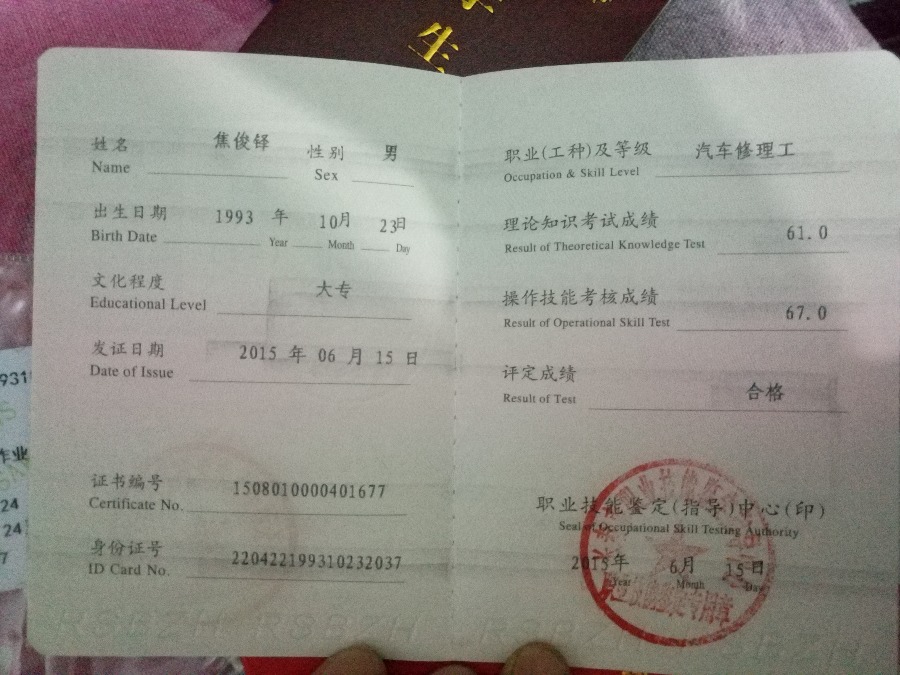 生
姓名 焦俊铎 性别 男
Name Sex
出生日期 1993 年 10月 23日
Birth Date Year Month Day
文化程度 大专
Educational Level
发证日期 2015 年 06 月 15 日
Date of Issue
证书编号 1508010000401677
Certificate No.
身份证号 220422199310232037
ID Card No.
职业(工种)及等级 汽车修理工
Occupation & Skill Level
理论知识考试成绩 61.0
Result of Theoretical Knowledge Test
操作技能考核成绩 67.0
Result of Operational Skill Test
评定成绩 合格
Result of Test
职业技能鉴定(指导)中心(印)
Seal of Occupational Skill Testing Authority
2015年 6月 15日
Year Month Day
作业
24
24
7